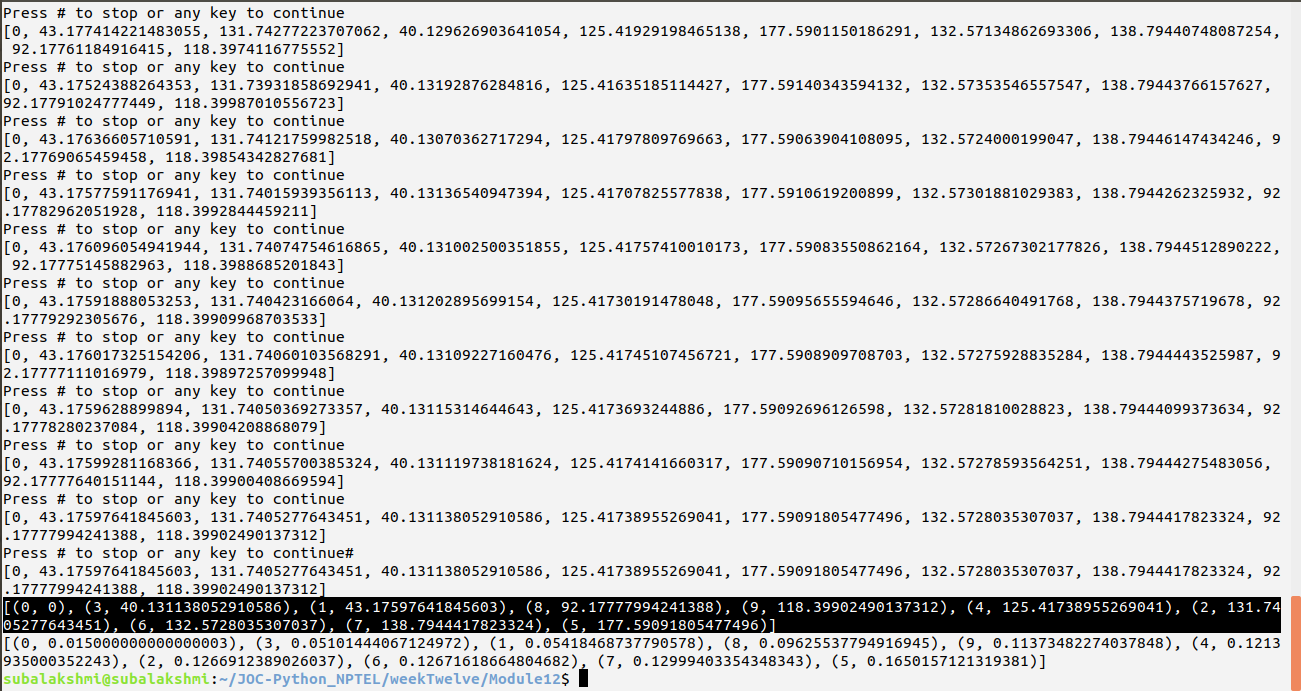 Press # to stop or any key to continue
[0, 43.177414221483055, 131.74277223707062, 40.129626903641054, 125.41929198465138, 177.5901150186291, 132.57134862693306, 138.79440748087254,
 92.17761184916415, 118.3974116775552]
Press # to stop or any key to continue
[0, 43.17524388264353, 131.73931858692941, 40.13192876284816, 125.41635185114427, 177.59140343594132, 132.57353546557547, 138.79443766157627,
92.17791024777449, 118.39987010556723]
Press # to stop or any key to continue
[0, 43.17636605710591, 131.74121759982518, 40.13070362717294, 125.41797809769663, 177.59063904108095, 132.5724000199047, 138.79446147434246, 9
2.17769065459458, 118.39854342827681]
Press # to stop or any key to continue
[0, 43.17577591176941, 131.74015939356113, 40.13136540947394, 125.41707825577838, 177.5910619200899, 132.57301881029383, 138.7944262325932, 92
.17782962051928, 118.3992844459211]
Press # to stop or any key to continue
[0, 43.176096054941944, 131.74074754616865, 40.131002500351855, 125.41757410010173, 177.59083550862164, 132.57267302177826, 138.7944512890222,
 92.17775145882963, 118.3988685201843]
Press # to stop or any key to continue
[0, 43.17591888053253, 131.740423166064, 40.131202895699154, 125.41730191478048, 177.59095655594646, 132.57286640491768, 138.7944375719678, 92
.17779292305676, 118.39909968703533]
Press # to stop or any key to continue
[0, 43.176017325154206, 131.74060103568291, 40.13109227160476, 125.41745107456721, 177.5908909708703, 132.57275928835284, 138.7944443525987, 9
2.17777111016979, 118.39897257099948]
Press # to stop or any key to continue
[0, 43.1759628899894, 131.74050369273357, 40.13115314644643, 125.4173693244886, 177.59092696126598, 132.57281810028823, 138.79444099373634, 92
.17778280237084, 118.39904208868079]
Press # to stop or any key to continue
[0, 43.17599281168366, 131.74055700385324, 40.131119738181624, 125.4174141660317, 177.59090710156954, 132.57278593564251, 138.79444275483056,
92.17777640151144, 118.39900408669594]
Press # to stop or any key to continue
[0, 43.17597641845603, 131.7405277643451, 40.131138052910586, 125.41738955269041, 177.59091805477496, 132.5728035307037, 138.7944417823324, 92
.17777994241388, 118.39902490137312]
Press # to stop or any key to continue#
[0, 43.17597641845603, 131.7405277643451, 40.131138052910586, 125.41738955269041, 177.59091805477496, 132.5728035307037, 138.7944417823324, 92
.17777994241388, 118.39902490137312]
[(0, 0), (3, 40.131138052910586), (1, 43.17597641845603), (8, 92.17777994241388), (9, 118.39902490137312), (4, 125.41738955269041), (2, 131.74
05277643451), (6, 132.5728035307037), (7, 138.7944417823324), (5, 177.59091805477496)]
[(0, 0.015000000000000003), (3, 0.05101444067124972), (1, 0.05418468737790578), (8, 0.09625537794916945), (9, 0.11373482274037848), (4, 0.1213
935000352243), (2, 0.1266912389026037), (6, 0.12671618664804682), (7, 0.12999403354348343), (5, 0.1650157121319381)]
subalakshmi@subalakshmi:~/JOC-Python_NPTEL/weekTwelve/Module12$